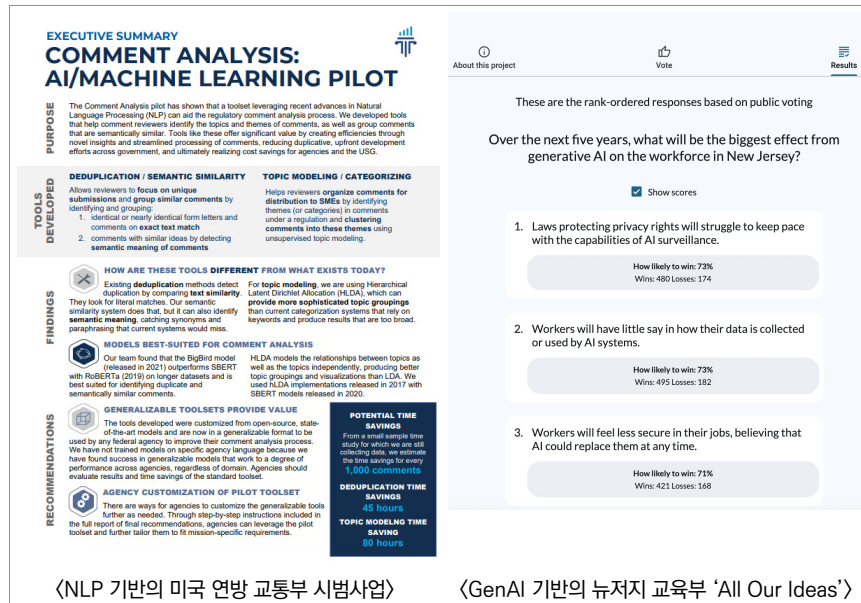 EXECUTIVE SUMMARY
COMMENT ANALYSIS:
AI/MACHINE LEARNING PILOT
PURPOSE
The Comment Analysis pilot has shown that a toolset leveraging recent advances in Natural
Language Processing (NLP) can aid the regulatory comment analysis process. We developed tools
that help comment reviewers identify the topics and themes of comments, as well as group comments
that are semantically similar. Tools like these offer significant value by creating efficiencies through
novel insights and streamlined processing of comments, reducing duplicative, upfront development
efforts across government, and ultimately realizing cost savings for agencies and the USG.
TOOLS
DEVELOPED
DEDUPLICATION / SEMANTIC SIMILARITY
Allows reviewers to focus on unique
submissions and group similar comments by
identifying and grouping:
1. identical or nearly identical form letters and
comments on exact text match
2. comments with similar ideas by detecting
semantic meaning of comments
TOPIC MODELING / CATEGORIZING
Helps reviewers organize comments for
distribution to SMEs by identifying
themes (or categories) in comments
under a regulation and clustering
comments into these themes using
unsupervised topic modeling.
FINDINGS
HOW ARE THESE TOOLS DIFFERENT FROM WHAT EXISTS TODAY?
Existing deduplication methods detect
duplication by comparing text similarity.
They look for literal matches. Our semantic
similarity system does that, but it can also identify
semantic meaning, catching synonyms and
paraphrasing that current systems would miss.
For topic modeling, we are using Hierarchical
Latent Dirichlet Allocation (HLDA), which can
provide more sophisticated topic groupings
than current categorization systems that rely on
keywords and produce results that are too broad.
MODELS BEST-SUITED FOR COMMENT ANALYSIS
Our team found that the BigBird model
(released in 2021) outperforms SBERT
with RoBERTa (2019) on longer datasets and is
best suited for identifying duplicate and
semantically similar comments.
HLDA models the relationships between topics as
well as the topics independently, producing better
topic groupings and visualizations than LDA. We
used hLDA implementations released in 2017 with
SBERT models released in 2020.
RECOMMENDATIONS
GENERALIZABLE TOOLSETS PROVIDE VALUE
The tools developed were customized from open-source, state-
of-the-art models and are now in a generalizable format to be
used by any federal agency to improve their comment analysis process.
We have not trained models on specific agency language because we
have found success in generalizable models that work to a degree of
performance across agencies, regardless of domain. Agencies should
evaluate results and time savings of the standard toolset.
AGENCY CUSTOMIZATION OF PILOT TOOLSET
There are ways for agencies to customize the generalizable tools
further as needed. Through step-by-step instructions included in
the full report of final recommendations, agencies can leverage the pilot
toolset and further tailor them to fit mission-specific requirements.
POTENTIAL TIME
SAVINGS
From a small sample time
study for which we are still
collecting data, we estimate
the time savings for every
1,000 comments
DEDUPLICATION TIME
SAVINGS
45 hours
TOPIC MODELNG TIME
SAVING
80 hours
〈NLP 기반의 미국 연방 교통부 시범사업〉
About this project
Vote
Results
These are the rank-ordered responses based on public voting
Over the next five years, what will be the biggest effect from
generative AI on the workforce in New Jersey?
Show scores
1. Laws protecting privacy rights will struggle to keep pace
with the capabilities of AI surveillance.
How likely to win: 73%
Wins: 480 Losses: 174
2. Workers will have little say in how their data is collected
or used by AI systems.
How likely to win: 73%
Wins: 495 Losses: 182
3. Workers will feel less secure in their jobs, believing that
AI could replace them at any time.
How likely to win: 71%
Wins: 421 Losses: 168
〈GenAI 기반의 뉴저지 교육부 ‘All Our Ideas’〉